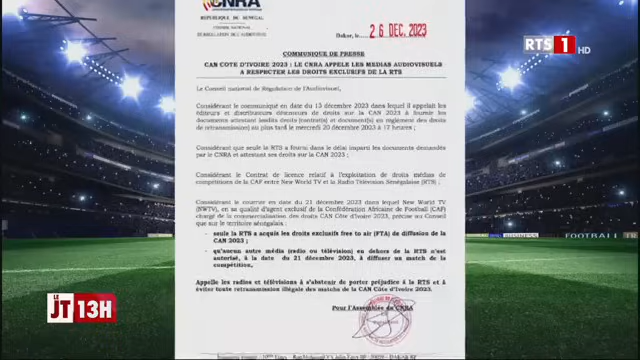 CNRA
REPUBLIQUE DU SENEGAL
Dakar, le..... 26 DEC. 2023
RTS 1 HD
COMMUNIQUE DE PRESSE
CAN COTE D'IVOIRE 2023 : LE CNRA APPELLE LES MEDIAS AUDIOVISUELS
A RESPECTER LES DROITS EXCLUSIFS DE LA RTS
Le Conseil national de Régulation de l'Audiovisuel,
Considérant le communiqué en date du 13 décembre 2023 dans lequel il appelait les
éditeurs et distributeurs détenteurs de droits sur la CAN 2023 à fournir les
documents attestant lesdits droits (contrat(s) et document(s) en règlement des droits
de retransmission) au plus tard le mercredi 20 décembre 2023 à 17 heures ;
Considérant que seule la RTS a fourni dans le délai imparti les documents demandés
par le CNRA et attestant ses droits sur la CAN 2023 ;
Considérant le Contrat de licence relatif à l'exploitation de droits médias de
compétitions de la CAF entre New World TV et la Radio Télévision Sénégalaise (RTS) ;
Considérant le courrier en date du 21 décembre 2023 dans lequel New World TV
(NWTV), en sa qualité d'agent exclusif de la Confédération Africaine de Football (CAF)
chargé de la commercialisation des droits CAN Côte d'Ivoire 2023, précise au Conseil
que sur le territoire sénégalais :
- seule la RTS a acquis les droits exclusifs free to air (FTA) de diffusion de la
CAN 2023 ;
- qu'aucun autre média (radio ou télévision) en dehors de la RTS n'est
autorisé, à la date du 21 décembre 2023, à diffuser un match de la
compétition,
Appelle les radios et télévisions à s'abstenir de porter préjudice à la RTS et à
éviter toute retransmission illégale des matchs de la CAN Côte d'Ivoire 2023.
Pour l'Assemblée du CNRA
LE
JT 13H
FOOTBALL